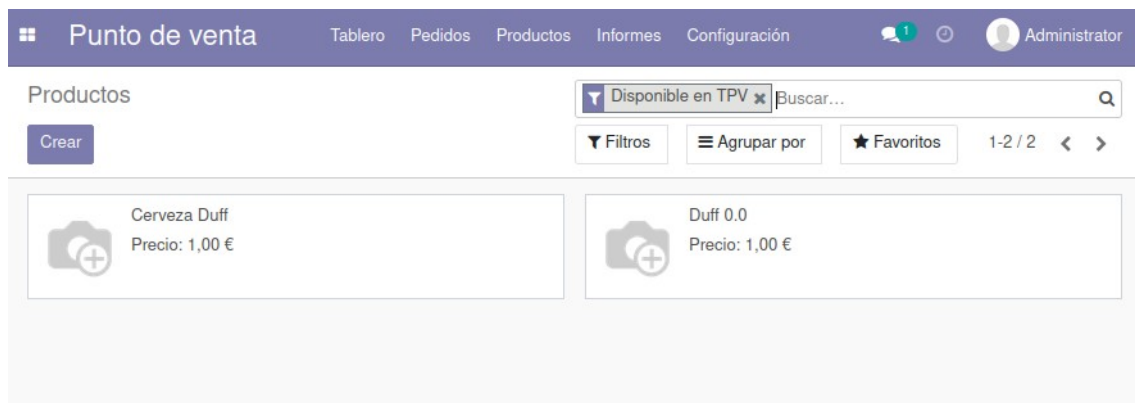 Punto de venta Tablero Pedidos Productos Informes Configuración 1 Administrator
Productos Disponible en TPV Buscar...
Crear Filtros Agrupar por Favoritos 1-2 / 2
Cerveza Duff
Precio: 1,00 €
Duff 0.0
Precio: 1,00 €